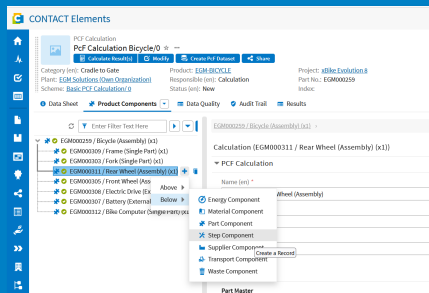 CONTACT Elements
PCF Calculation
PcF Calculation Bicycle/0
Calculate Result(s) Modify Create PcF Dataset Share
Category (en): Cradle to Gate Product: EGM-BICYCLE Project: xBike Evolution 6
Plant: EGM Solutions (Own Organization) Responsible (en): Calculation Part No.: EGM000259
Scheme: Basic PCF Calculation/0 Status (en): New Index:
Data Sheet Product Components Data Quality Audit Trail Results
Enter Filter Text Here
EGM000259 / Bicycle (Assembly) (x1)
EGM000259 / Bicycle (Assembly) (x1)
EGM000309 / Frame (Single Part) (x1)
EGM000303 / Fork (Single Part) (x1)
EGM000311 / Rear Wheel (Assembly) (x1)
EGM000305 / Front Wheel (Ass
EGM000308 / Electric Drive (Ex
EGM000307 / Battery (External
EGM000312 / Bike Computer (Single Part) (x1)
Above
Below
Energy Component
Material Component
Part Component
Step Component
Supplier Component
Transport Component
Waste Component
Create a Record
Calculation (EGM000311 / Rear Wheel (Assembly) (x1))
PCF Calculation
Name (en) *
Wheel (Assembly)
Part Master